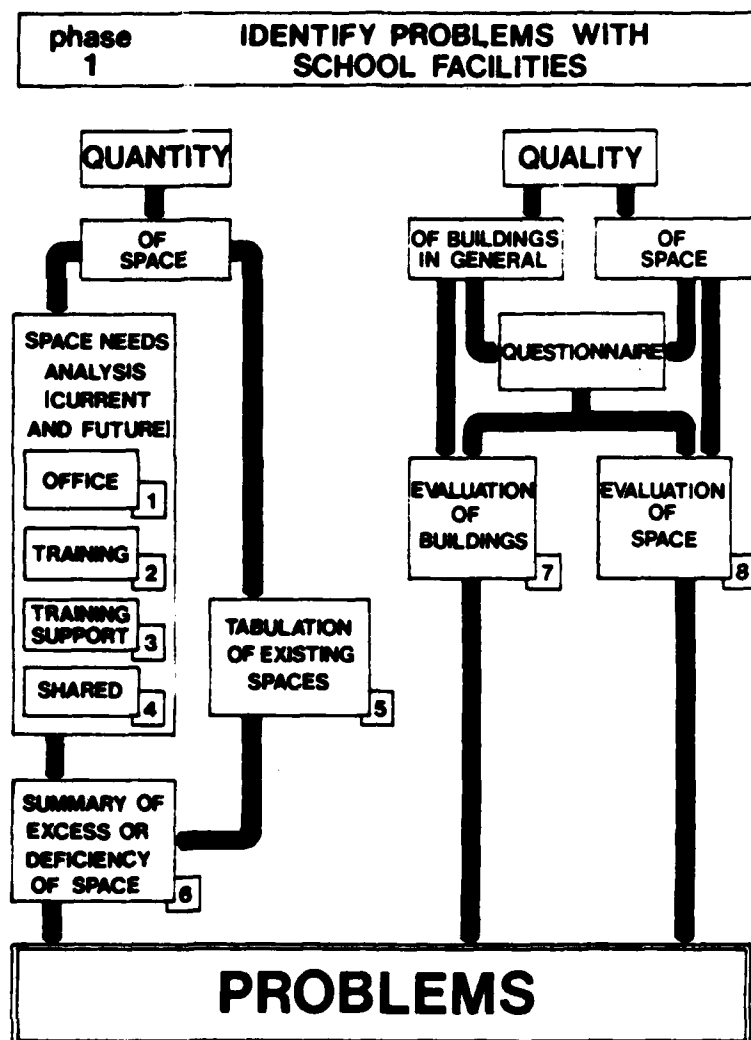 phase
1
IDENTIFY PROBLEMS WITH
SCHOOL FACILITIES
QUANTITY
QUALITY
OF
SPACE
OF BUILDINGS
IN GENERAL
OF
SPACE
SPACE NEEDS
ANALYSIS
(CURRENT
AND FUTURE)
OFFICE
1
TRAINING
2
TRAINING
SUPPORT
3
SHARED
4
QUESTIONNAIRE
EVALUATION
OF
BUILDINGS
7
EVALUATION
OF
SPACE
8
TABULATION
OF EXISTING
SPACES
5
SUMMARY OF
EXCESS OR
DEFICIENCY
OF SPACE
6
PROBLEMS